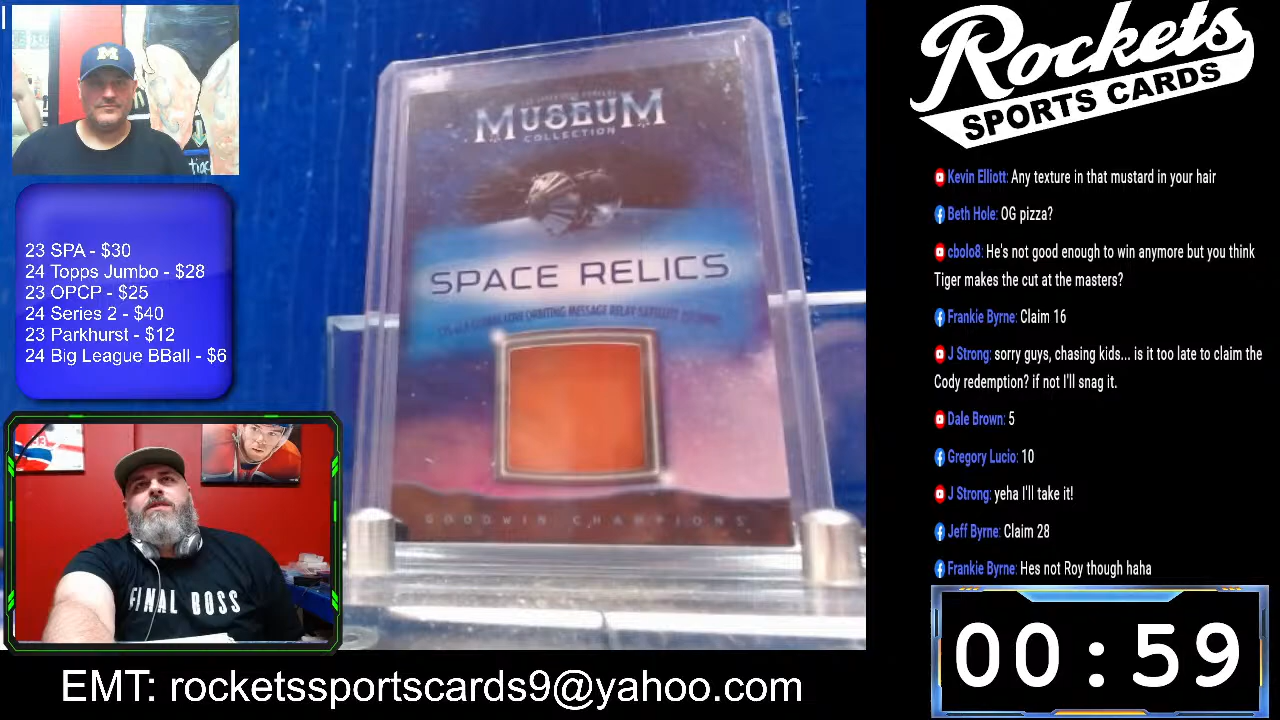 M
tiger
23 SPA - $30
24 Topps Jumbo - $28
23 OPCP - $25
24 Series 2 - $40
23 Parkhurst - $12
24 Big League BBall - $6
FINAL BOSS
MUSEUM
COLLECTION
SPACE RELICS
ORBITING MESSAGE RELAY SATELLITE
GOODWIN CHAMPIONS
Rockets
SPORTS CARDS
Kevin Elliott: Any texture in that mustard in your hair
Beth Hole: OG pizza?
cbolo8: He's not good enough to win anymore but you think
Tiger makes the cut at the masters?
Frankie Byrne: Claim 16
J Strong: sorry guys, chasing kids... is it too late to claim the
Cody redemption? if not I'll snag it.
Dale Brown: 5
Gregory Lucio: 10
J Strong: yeha I'll take it!
Jeff Byrne: Claim 28
Frankie Byrne: Hes not Roy though haha
00:59
EMT: rocketssportscards9@yahoo.com